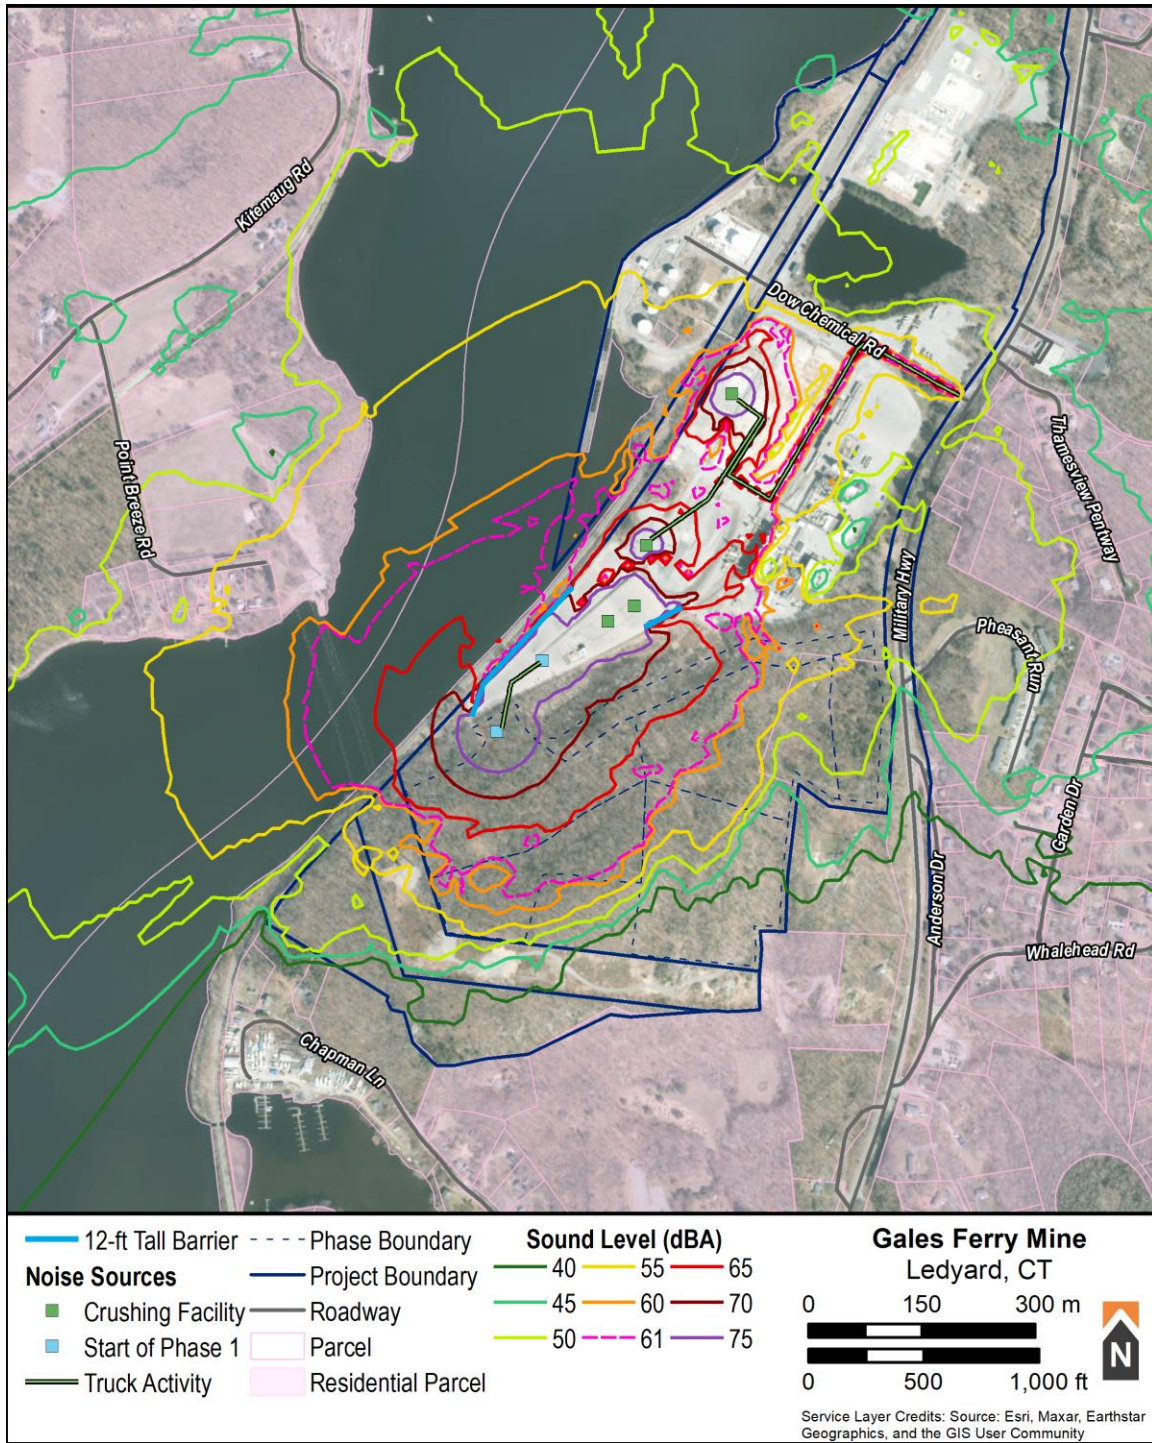 Kitemaug Rd
Dow Chemical Rd
Point Breeze Rd
Thamesview Pentway
Military Hwy
Pheasant Run
Garden Dr
Anderson Dr
Whalehead Rd
Chapman Ln
12-ft Tall Barrier
Noise Sources
Crushing Facility
Start of Phase 1
Truck Activity
Phase Boundary
Project Boundary
Roadway
Parcel
Residential Parcel
Sound Level (dBA)
40 55 65
45 60 70
50 61 75
Gales Ferry Mine
Ledyard, CT
0 150 300 m
0 500 1,000 ft
N
Service Layer Credits: Source: Esri, Maxar, Earthstar
Geographics, and the GIS User Community